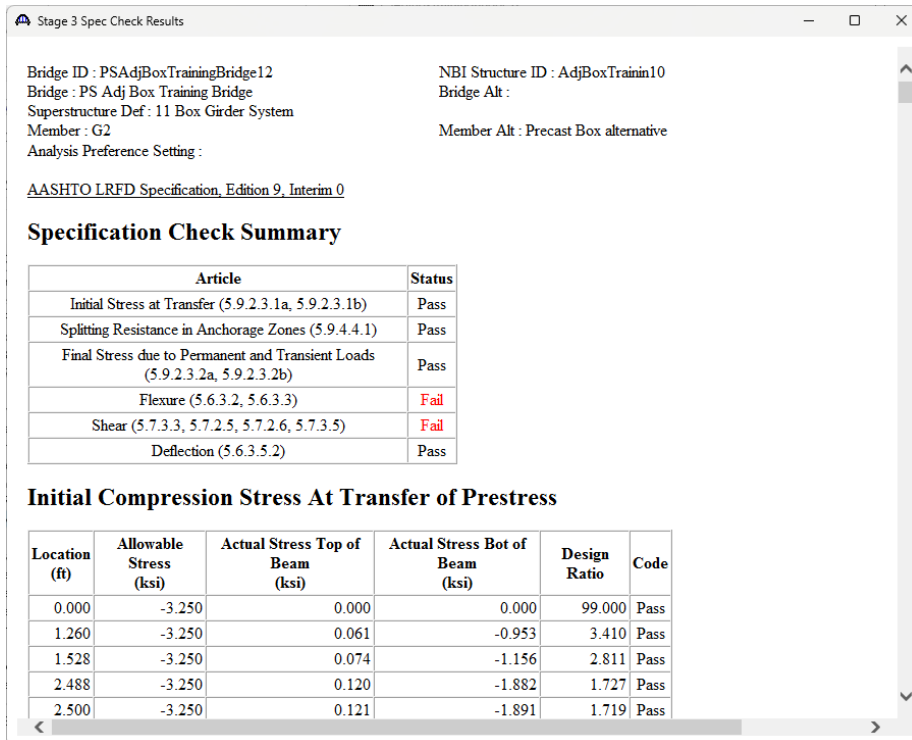 Stage 3 Spec Check Results
Bridge ID : PSAdjBoxTrainingBridge12 NBI Structure ID : AdjBoxTrainin10
Bridge : PS Adj Box Training Bridge Bridge Alt :
Superstructure Def : 11 Box Girder System
Member : G2 Member Alt : Precast Box alternative
Analysis Preference Setting :
AASHTO LRFD Specification, Edition 9, Interim 0
Specification Check Summary
Article Status
Initial Stress at Transfer (5.9.2.3.1a, 5.9.2.3.1b) Pass
Splitting Resistance in Anchorage Zones (5.9.4.4.1) Pass
Final Stress due to Permanent and Transient Loads
(5.9.2.3.2a, 5.9.2.3.2b) Pass
Flexure (5.6.3.2, 5.6.3.3) Fail
Shear (5.7.3.3, 5.7.2.5, 5.7.2.6, 5.7.3.5) Fail
Deflection (5.6.3.5.2) Pass
Initial Compression Stress At Transfer of Prestress
Location (ft) Allowable Stress (ksi) Actual Stress Top of Beam (ksi) Actual Stress Bot of Beam (ksi) Design Ratio Code
0.000 -3.250 0.000 0.000 99.000 Pass
1.260 -3.250 0.061 -0.953 3.410 Pass
1.528 -3.250 0.074 -1.156 2.811 Pass
2.488 -3.250 0.120 -1.882 1.727 Pass
2.500 -3.250 0.121 -1.891 1.719 Pass